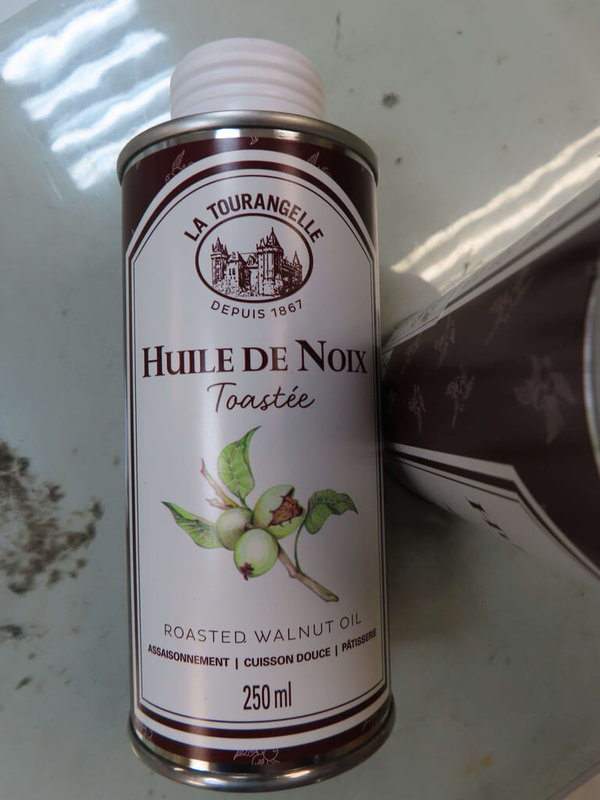 LA TOURANGELLE
DEPUIS 1867
HUILE DE NOIX
Toastée
ROASTED WALNUT OIL
ASSAISONNEMENT | CUISSON DOUCE | PÂTISSERIE
250 ml